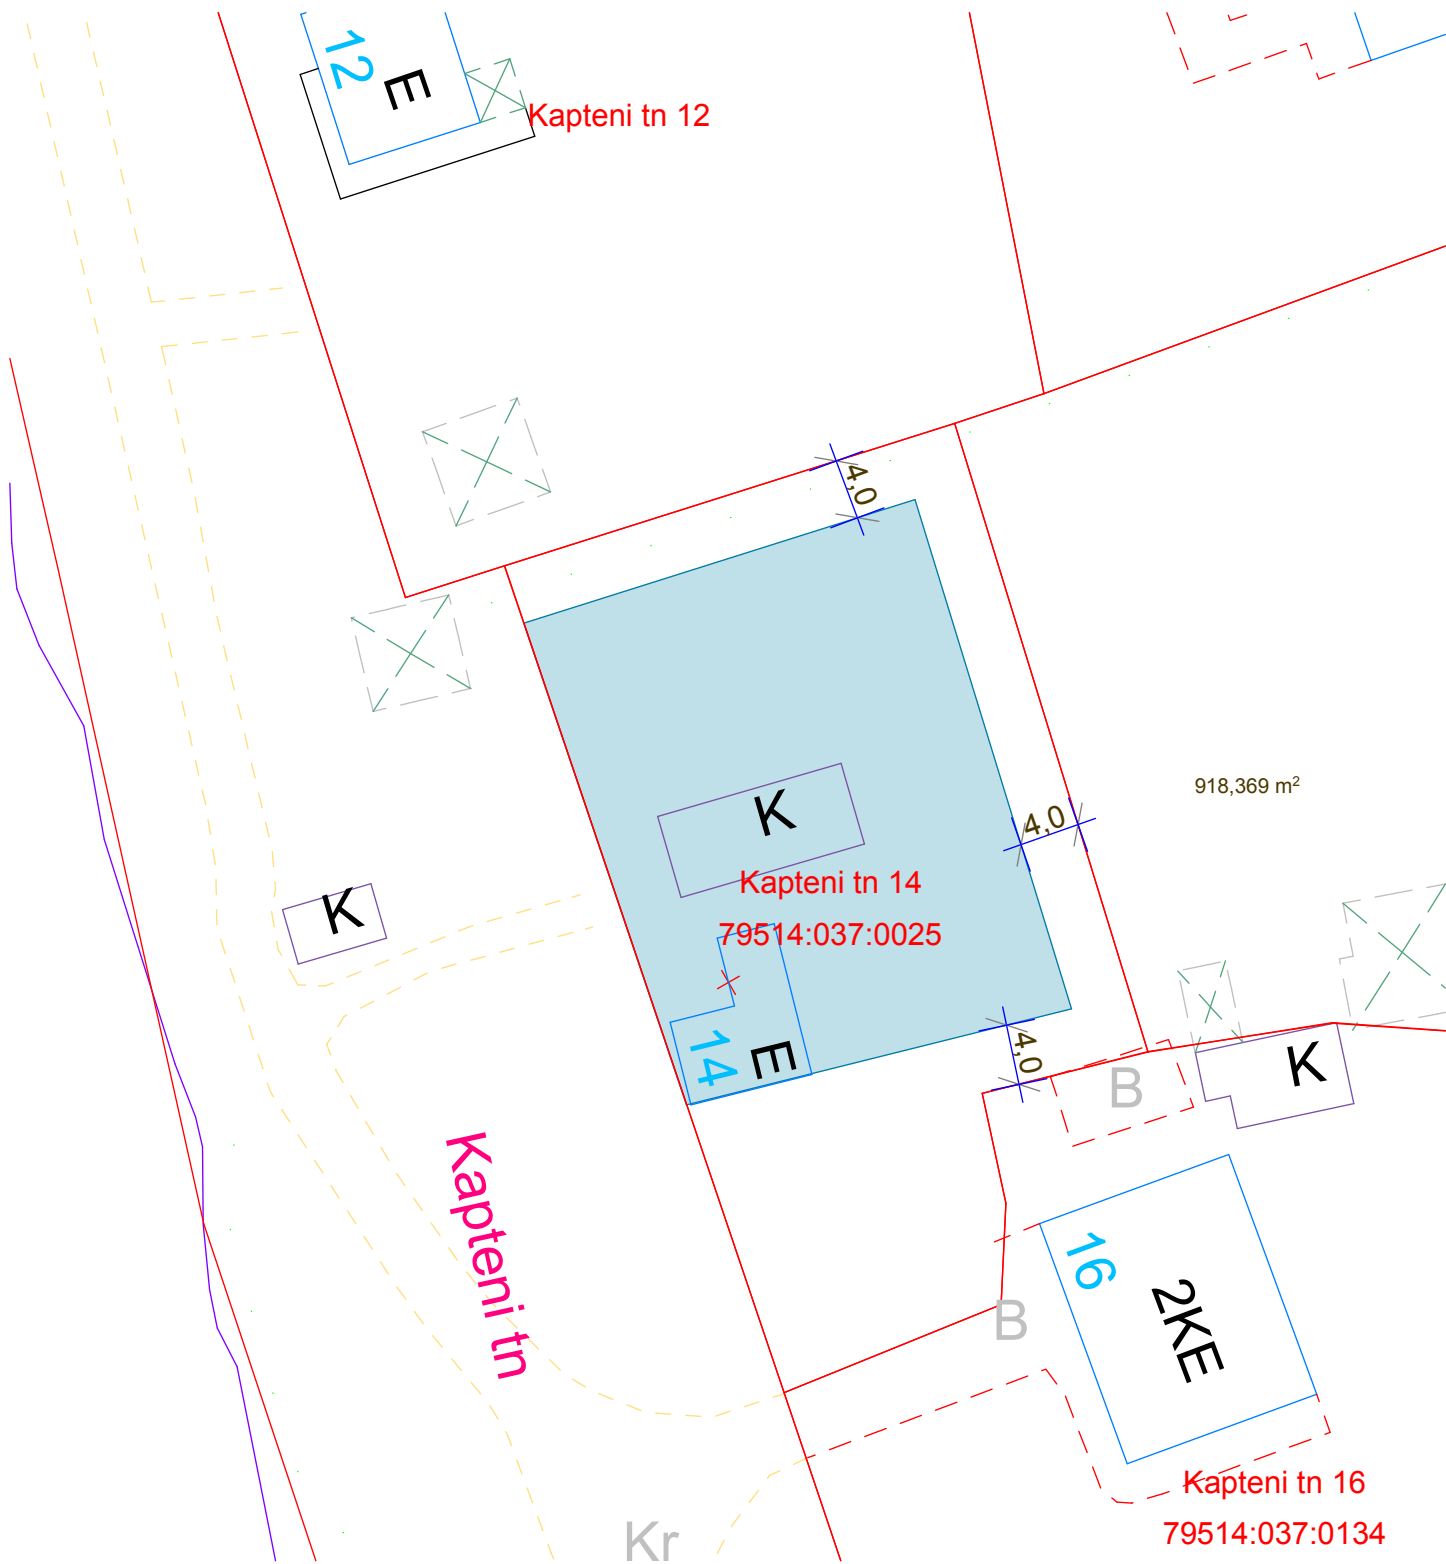 12
E
Kapteni tn 12
4,0
918,369 m²
K
4,0
Kapteni tn 14
79514:037:0025
K
14
E
4,0
B
K
Kapteni tn
16
2KE
B
Kapteni tn 16
79514:037:0134
Kr